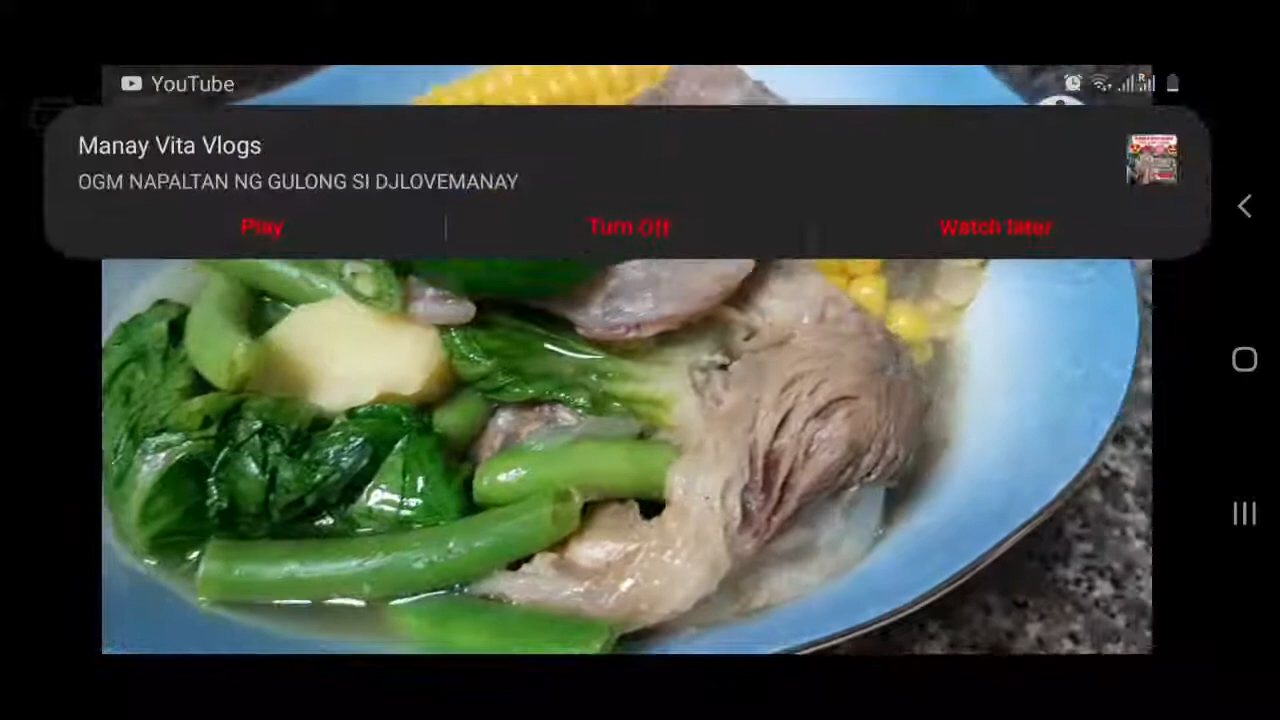 YouTube
R
Manay Vita Vlogs
OGM NAPALTAN NG GULONG SI DJLOVEMANAY
Play
Turn Off
Watch later